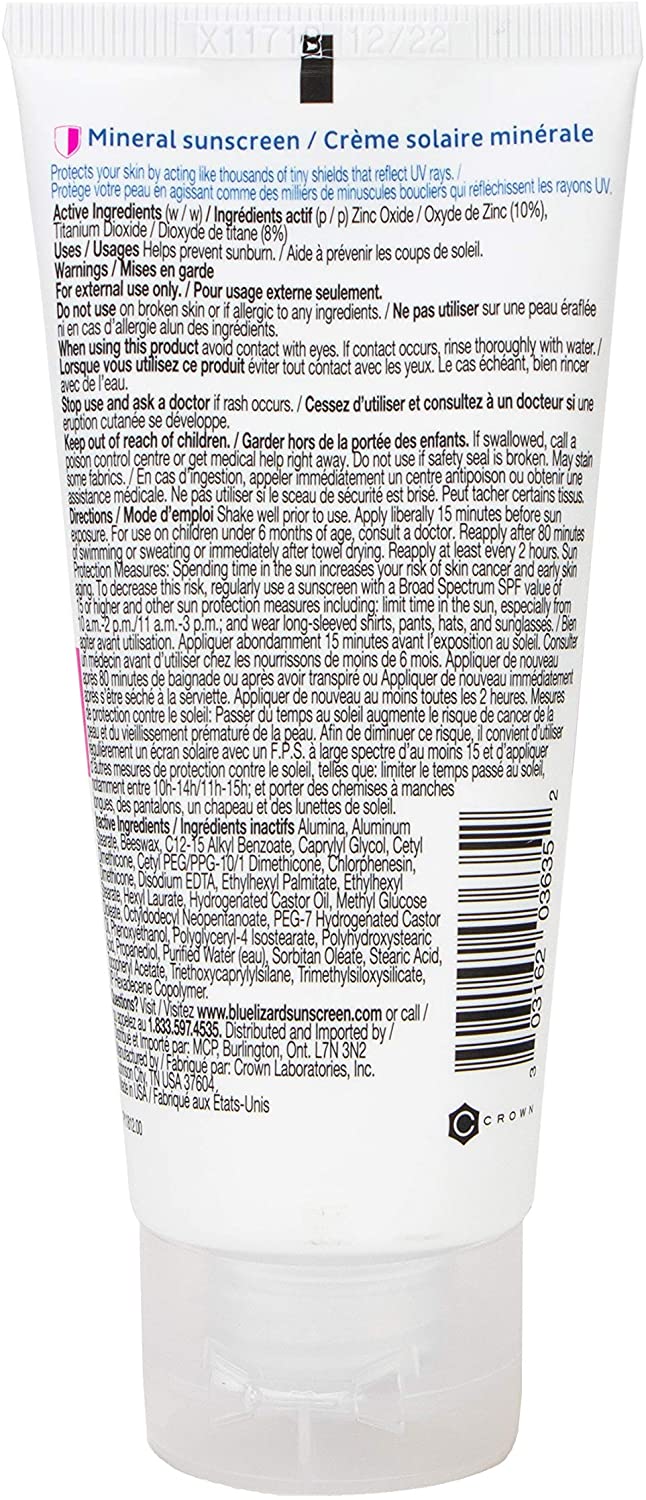 12/22
Mineral sunscreen / Crème solaire minérale
Protects your skin by acting like thousands of tiny shields that reflect UV rays. /
Protège votre peau en agissant comme des milliers de minuscules boucliers qui réfléchissent les rayons UV.
Active Ingredients (w / w) / Ingrédients actif (p / p) Zinc Oxide / Oxyde de Zinc (10%),
Titanium Dioxide / Dioxyde de titane (8%)
Uses / Usages Helps prevent sunburn. / Aide à prévenir les coups de soleil.
Warnings / Mises en garde
For external use only. / Pour usage externe seulement.
Do not use on broken skin or if allergic to any ingredients. / Ne pas utiliser sur une peau éraflée
ni en cas d'allergie alun des ingrédients.
When using this product avoid contact with eyes. If contact occurs, rinse thoroughly with water. /
Lorsque vous utilisez ce produit éviter tout contact avec les yeux. Le cas échéant, bien rincer
avec de l'eau.
Stop use and ask a doctor if rash occurs. / Cessez d'utiliser et consultez à un docteur si une
eruption cutanée se développe.
Keep out of reach of children. / Garder hors de la portée des enfants. If swallowed, call a
poison control centre or get medical help right away. Do not use if safety seal is broken. May stain
some fabrics. / En cas d'ingestion, appeler immédiatement un centre antipoison ou obtenir une
assistance médicale. Ne pas utiliser si le sceau de sécurité est brisé. Peut tacher certains tissus.
Directions / Mode d'emploi Shake well prior to use. Apply liberally 15 minutes before sun
exposure. For use on children under 6 months of age, consult a doctor. Reapply after 80 minutes
of swimming or sweating or immediately after towel drying. Reapply at least every 2 hours. Sun
Protection Measures: Spending time in the sun increases your risk of skin cancer and early skin
aging. To decrease this risk, regularly use a sunscreen with a Broad Spectrum SPF value of
15 or higher and other sun protection measures including: limit time in the sun, especially from
10 a.m.-2 p.m./11 a.m.-3 p.m.; and wear long-sleeved shirts, pants, hats, and sunglases. / Bien
agiter avant utilisation. Appliquer abondamment 15 minutes avant l'exposition au soleil. Consulter
un médecin avant d'utiliser chez les nourrissons de moins de 6 mois. Appliquer de nouveau
après 80 minutes de baignade ou après avoir transpiré ou Appliquer de nouveau immédiatement
après s'être séché à la serviette. Appliquer de nouveau au moins toutes les 2 heures. Mesures
de protection contre le soleil: Passer du temps au soleil augmente le risque de cancer de la
peau et du vieillissement prématuré de la peau. Afin de diminuer ce risque, il convient d'utiliser
égulièrement un écran solaire avec un F.P.S. à large spectre d'au moins 15 et d'appliquer
d'autres mesures de protection contre le soleil, telles que: limiter le temps passé au soleil,
otamment entre 10h-14h/11h-15h; et porter des chemises à manches
ongues, des pantalons, un chapeau et des lunettes de soleil.
active Ingredients / Ingrédients inactifs Alumina, Aluminum
earate, Beeswax, C12-15 Alkyl Benzoate, Caprylyl Glycol, Cetyl
methicone, Cetyl PEG/PPG-10/1 Dimethicone, Chlorphenesin,
methicone, Disodium EDTA, Ethylhexyl Palmitate, Ethylhexyl
earate, Hexyl Laurate, Hydrogenated Castor Oil, Methyl Glucose
oleate, Octyldodecyl Neopentanoate, PEG-7 Hydrogenated Castor
Phenoxyethanol, Polyglyceryl-4 Isostearate, Polyhydroxystearic
Propanediol, Purified Water (eau), Sorbitan Oleate, Stearic Acid,
opheryl Acetate, Triethoxycaprylylsilane, Trimethylsiloxysilicate,
Hexadecene Copolymer.
Questions? Visit / Visitez www.bluelizardsunscreen.com or call /
appelez au 1.833.597.4535. Distributed and Imported by /
tribué et Importé par: MCP, Burlington, Ont. L7N 3N2
nufactured by / Fabriqué par: Crown Laboratories, Inc.
nson City, TN USA 37604
ade in USA / Fabriqué aux États-Unis
3 03162 03635 2
CROWN